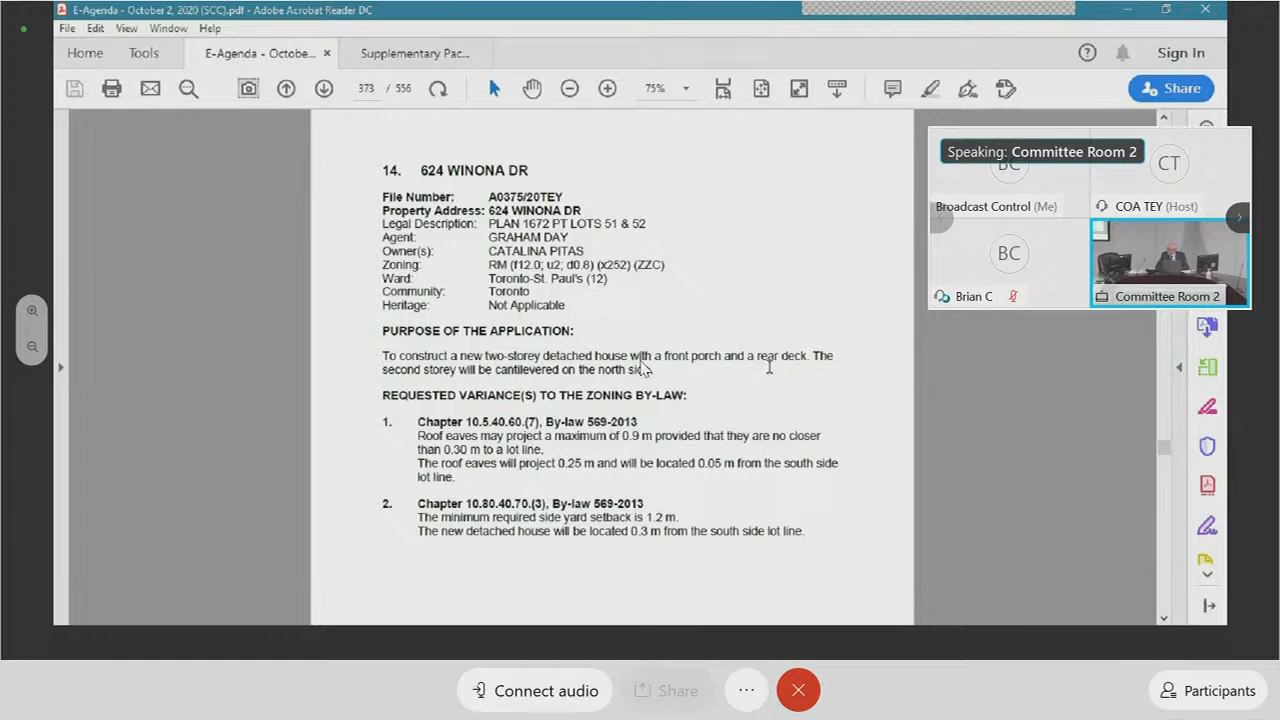 E-Agenda - October 2, 2020 (SCC).pdf - Adobe Acrobat Reader DC
File Edit View Window Help
Home Tools E-Agenda - Octobe... × Supplementary Pac... Sign In
373 / 556 75% Share
14. 624 WINONA DR
File Number: A0375/20TEY
Property Address: 624 WINONA DR
Legal Description: PLAN 1672 PT LOTS 51 & 52
Agent: GRAHAM DAY
Owner(s): CATALINA PITAS
Zoning: RM (f12.0; u2; d0.8) (x252) (ZZC)
Ward: Toronto-St. Paul's (12)
Community: Toronto
Heritage: Not Applicable
PURPOSE OF THE APPLICATION:
To construct a new two-storey detached house with a front porch and a rear deck. The
second storey will be cantilevered on the north
REQUESTED VARIANCE(S) TO THE ZONING BY-LAW:
1. Chapter 10.5.40.60.(7), By-law 569-2013
Roof eaves may project a maximum of 0.9 m provided that they are no closer
than 0.30 m to a lot line.
The roof eaves will project 0.25 m and will be located 0.05 m from the south side
lot line.
2. Chapter 10.80.40.70.(3), By-law 569-2013
The minimum required side yard setback is 1.2 m.
The new detached house will be located 0.3 m from the south side lot line.
Speaking: Committee Room 2
BC CT
Broadcast Control (Me) COA TEY (Host)
BC
Brian C Committee Room 2
Connect audio Share ... Participants